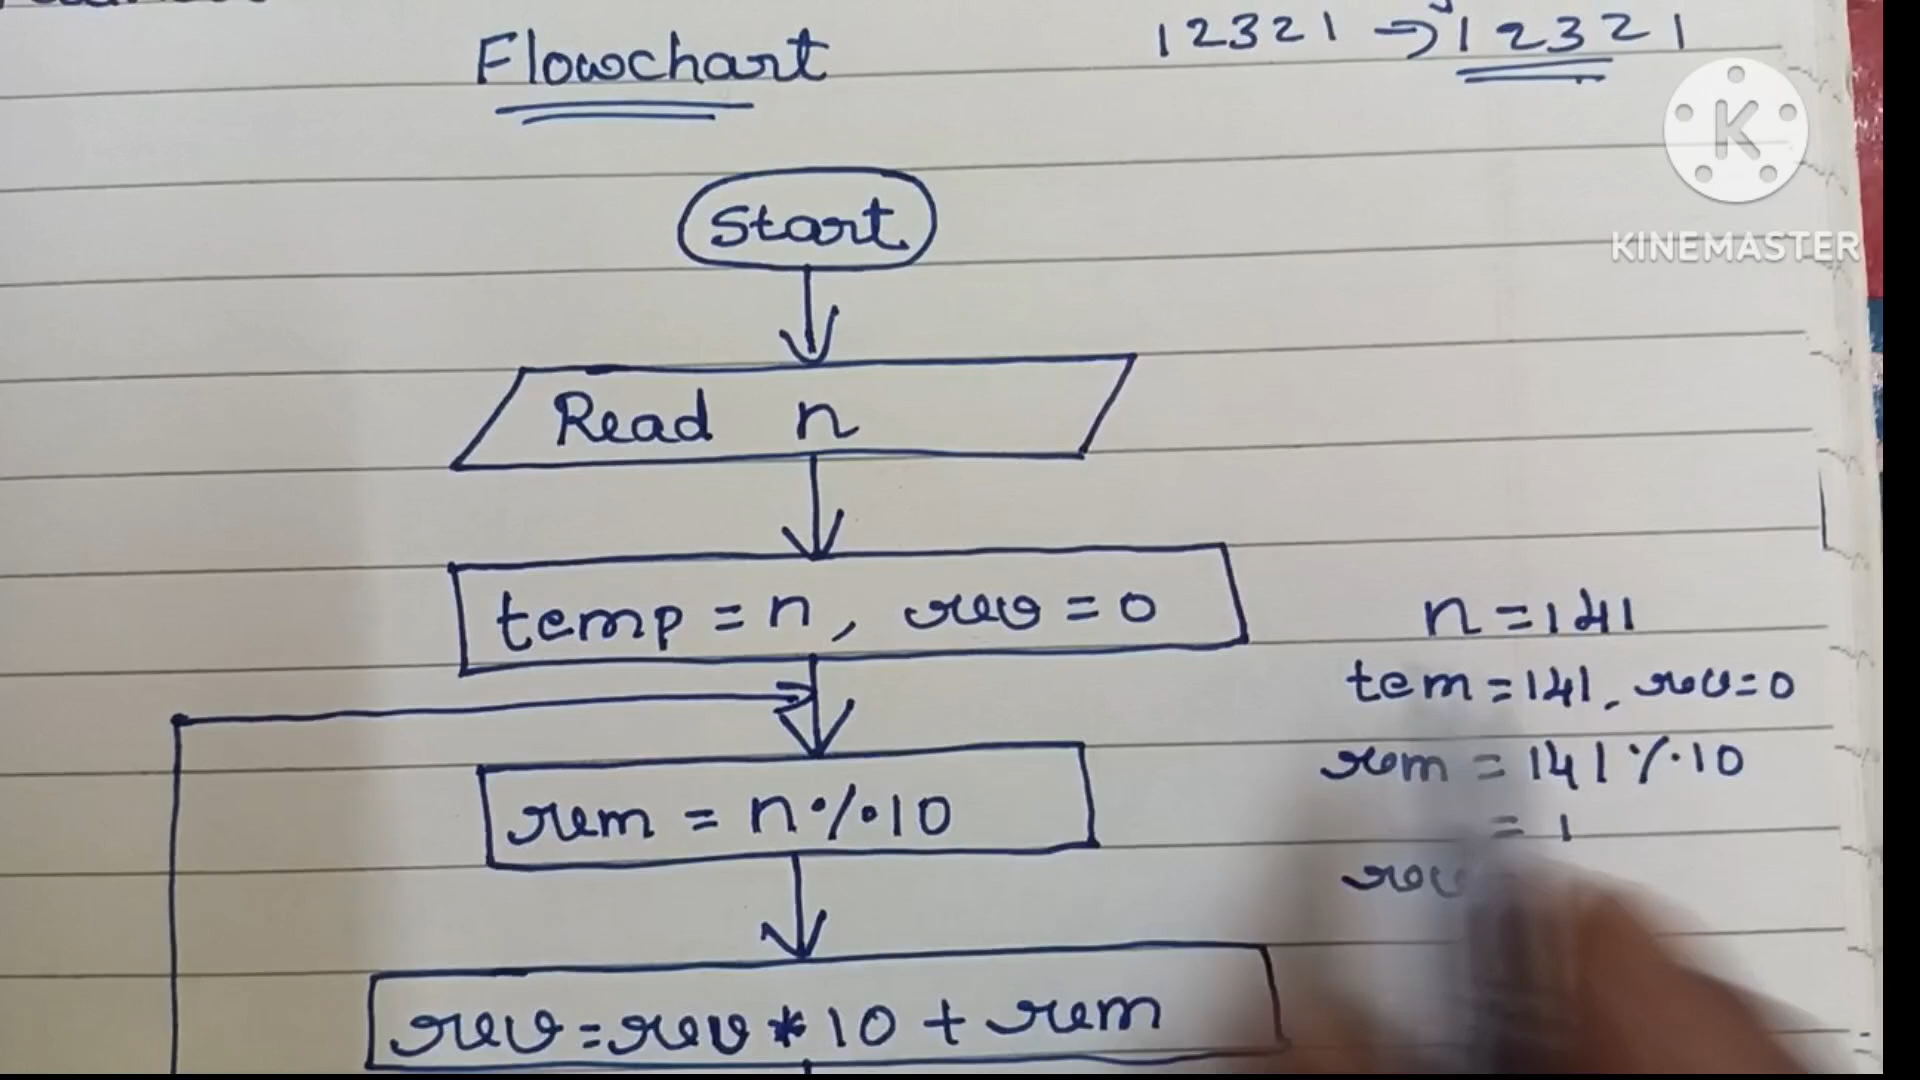 Flowchart
12321 → 12321
KINEMASTER
Start
Read n
temp = n, rev = 0
n = 141
tem = 141, rev = 0
rem = n % 10
rem = 141 % 10
= 1
rev
rev = rev * 10 + rem